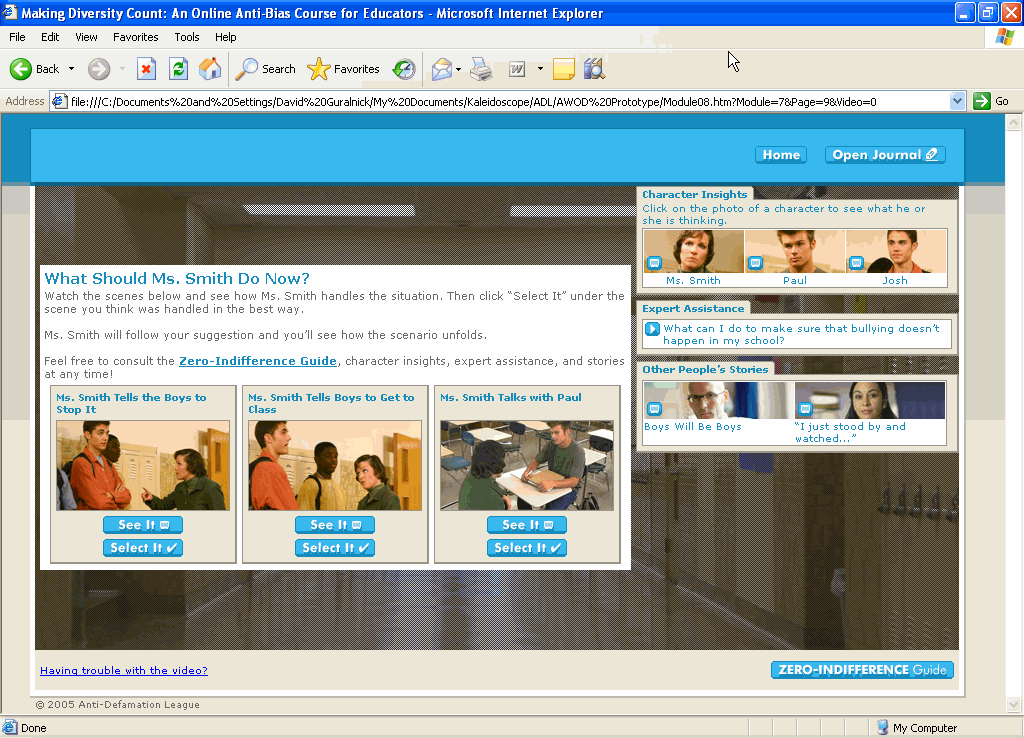 Making Diversity Count: An Online Anti-Bias Course for Educators - Microsoft Internet Explorer
File Edit View Favorites Tools Help
Back Search Favorites
Address file:///C:/Documents%20and%20Settings/David%20Guralnick/My%20Documents/Kaleidoscope/ADL/AWOD%20Prototype/Module08.htm?Module=7&Page=9&Video=0 Go
Home Open Journal
Character Insights
Click on the photo of a character to see what he or
she is thinking.
Ms. Smith Paul Josh
Expert Assistance
What can I do to make sure that bullying doesn't
happen in my school?
Other People's Stories
Boys Will Be Boys
"I just stood by and
watched..."
What Should Ms. Smith Do Now?
Watch the scenes below and see how Ms. Smith handles the situation. Then click “Select It” under the
scene you think was handled in the best way.
Ms. Smith will follow your suggestion and you’ll see how the scenario unfolds.
Feel free to consult the Zero-Indifference Guide, character insights, expert assistance, and stories
at any time!
Ms. Smith Tells the Boys to
Stop It
See It
Select It
Ms. Smith Tells Boys to Get to
Class
See It
Select It
Ms. Smith Talks with Paul
See It
Select It
Having trouble with the video?
ZERO-INDIFFERENCE Guide
© 2005 Anti-Defamation League
Done My Computer